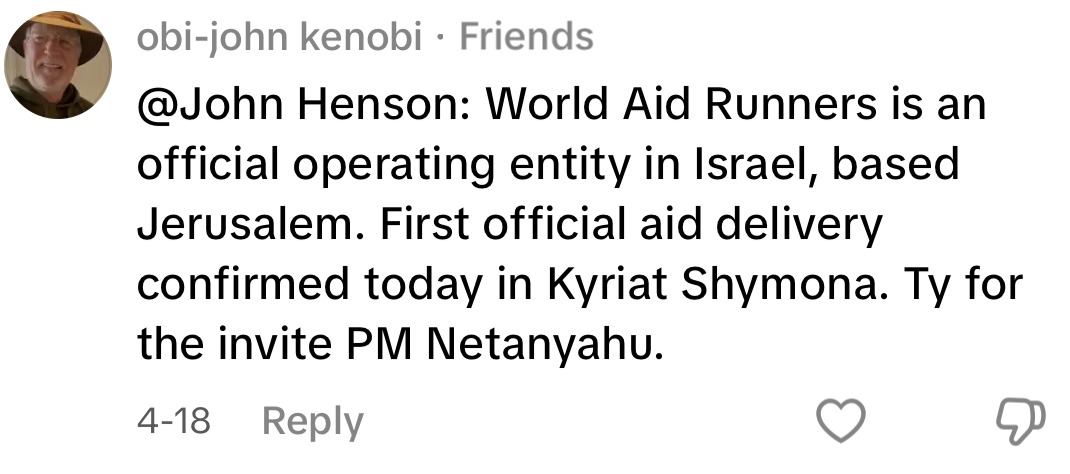 obi-john kenobi · Friends
@John Henson: World Aid Runners is an
official operating entity in Israel, based
Jerusalem. First official aid delivery
confirmed today in Kyriat Shymona. Ty for
the invite PM Netanyahu.
4-18 Reply